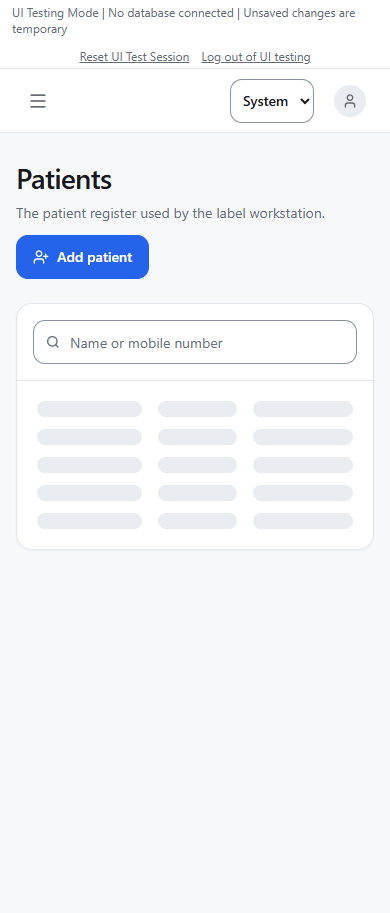 UI Testing Mode | No database connected | Unsaved changes are
temporary
Reset UI Test Session Log out of UI testing
System
Patients
The patient register used by the label workstation.
Add patient
Name or mobile number